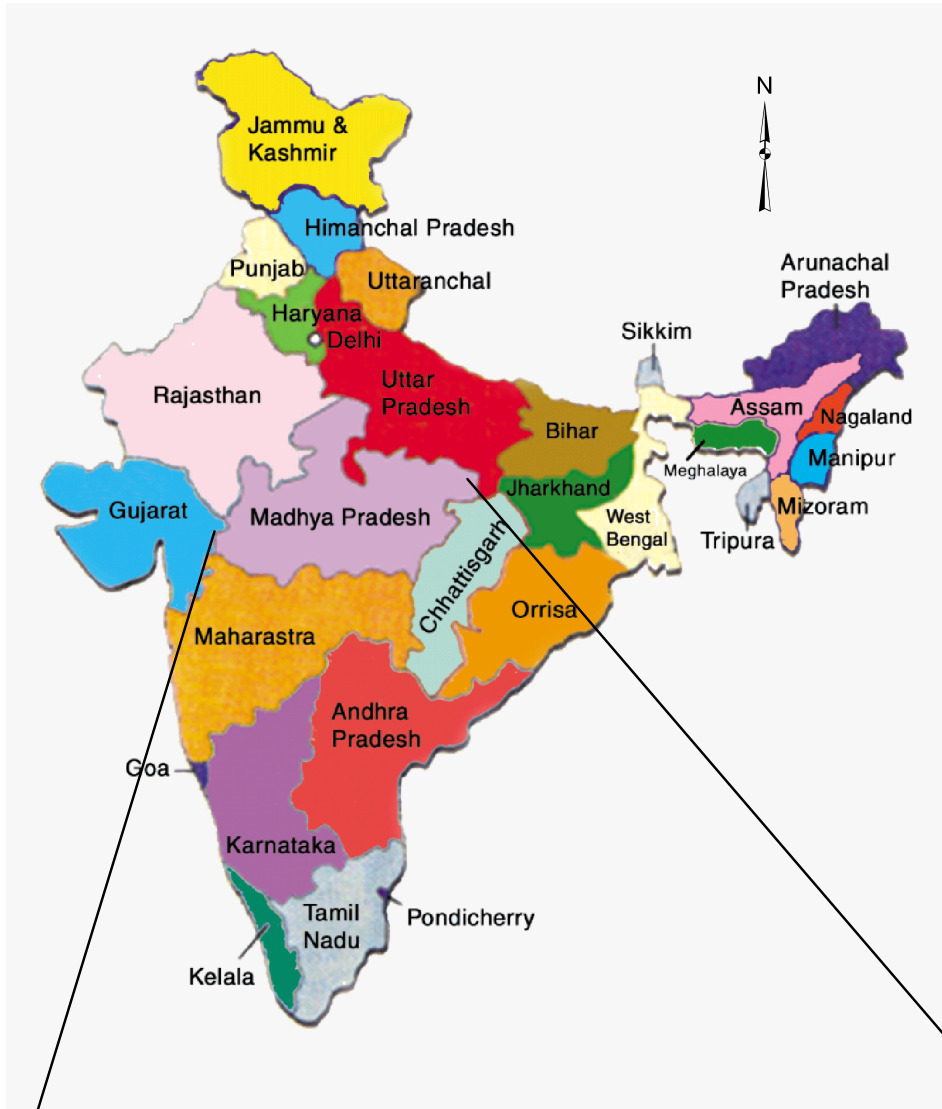 N
Jammu &
Kashmir
Himanchal Pradesh
Punjab
Uttaranchal
Arunachal
Pradesh
Haryana
Delhi
Sikkim
Rajasthan
Uttar
Pradesh
Assam
Nagaland
Bihar
Meghalaya
Manipur
Jharkhand
Gujarat
Madhya Pradesh
West
Bengal
Mizoram
Tripura
Chhattisgarh
Orrisa
Maharastra
Andhra
Pradesh
Goa
Karnataka
Tamil
Nadu
Pondicherry
Kelala